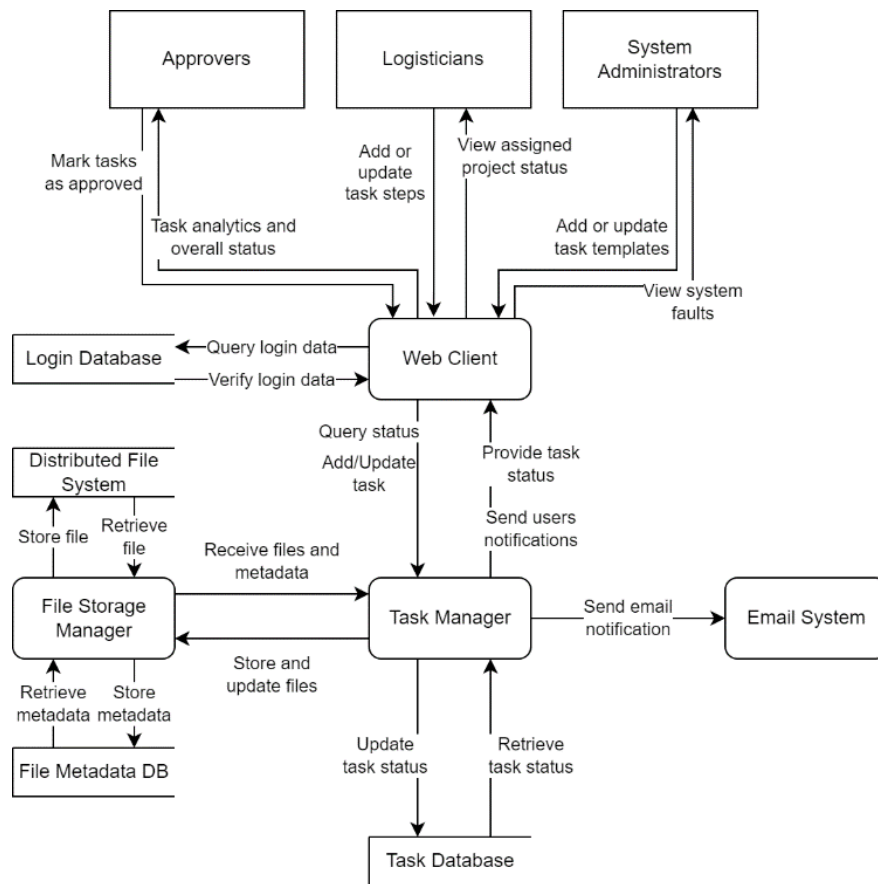 Approvers
Logisticians
System
Administrators
Mark tasks
as approved
Add or
update
task steps
View assigned
project status
Task analytics and
overall status
Add or update
task templates
View system
faults
Login Database
Query login data
Verify login data
Web Client
Query status
Add/Update
task
Provide task
status
Send users
notifications
Distributed File
System
Store file
Retrieve
file
Receive files and
metadata
File Storage
Manager
Task Manager
Send email
notification
Email System
Store and
update files
Retrieve
metadata
Store
metadata
File Metadata DB
Update
task status
Retrieve
task status
Task Database